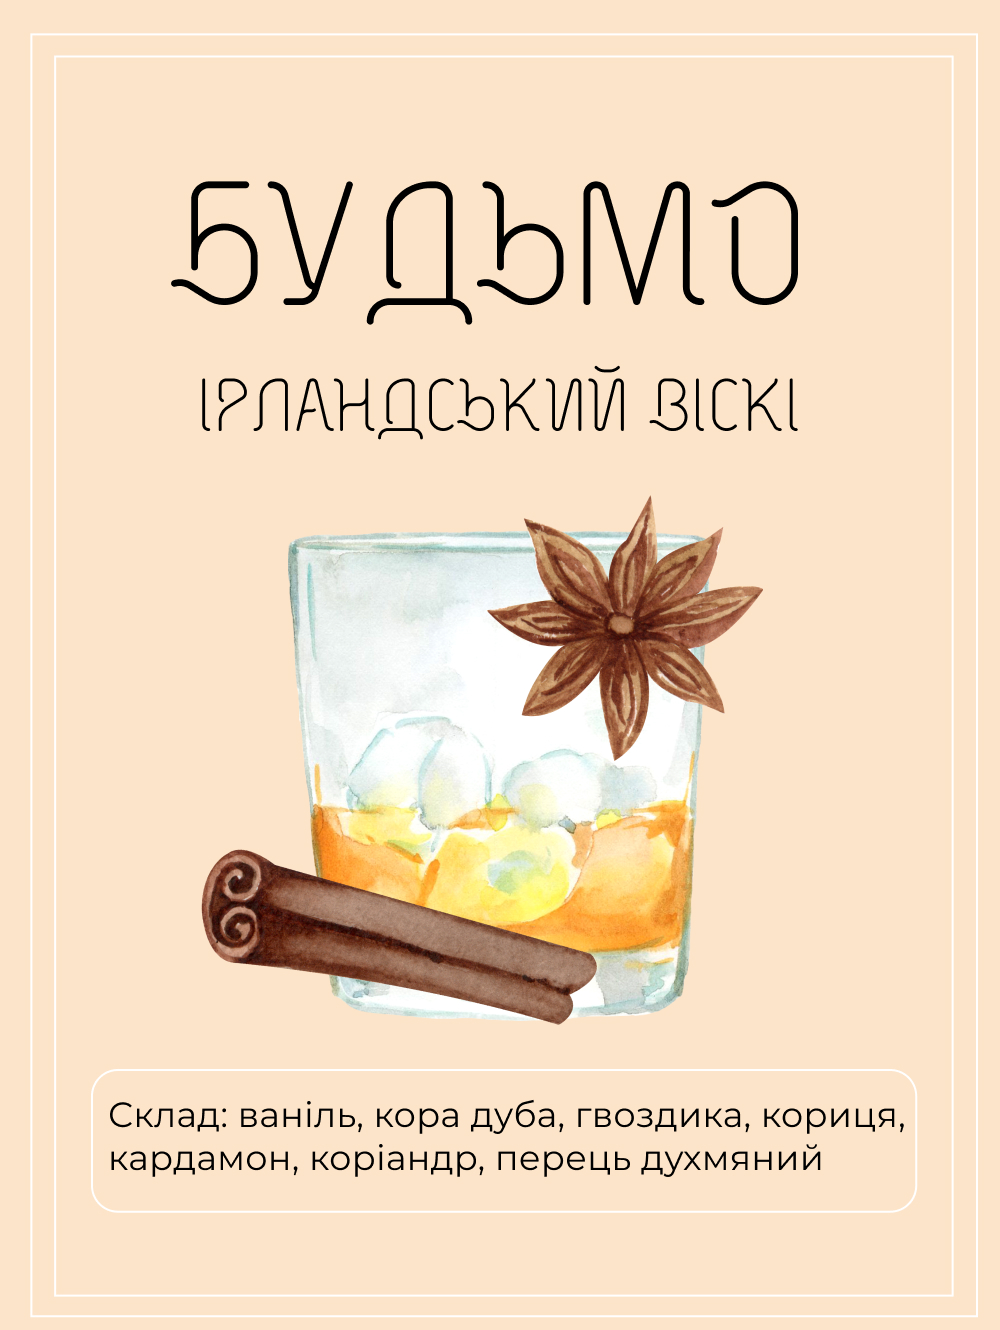 БУДЬМО
ІРЛАНДСЬКИЙ ВІСКІ
Склад: ваніль, кора дуба, гвоздика, кориця,
кардамон, коріандр, перець духмяний